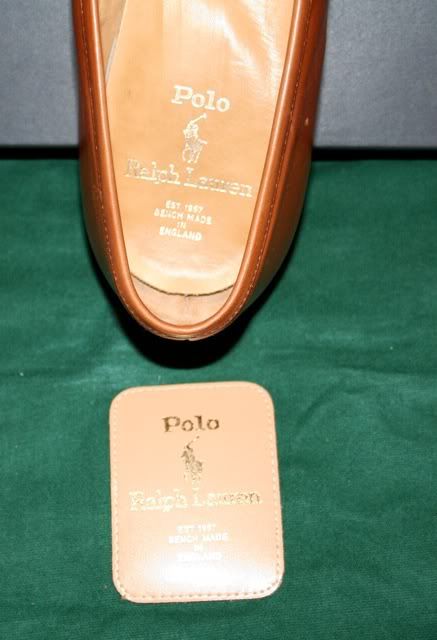 Polo
Ralph Lauren
EST 1967
BENCH MADE
IN
ENGLAND
Polo
Ralph Lauren
EST 1967
BENCH MADE
IN
ENGLAND